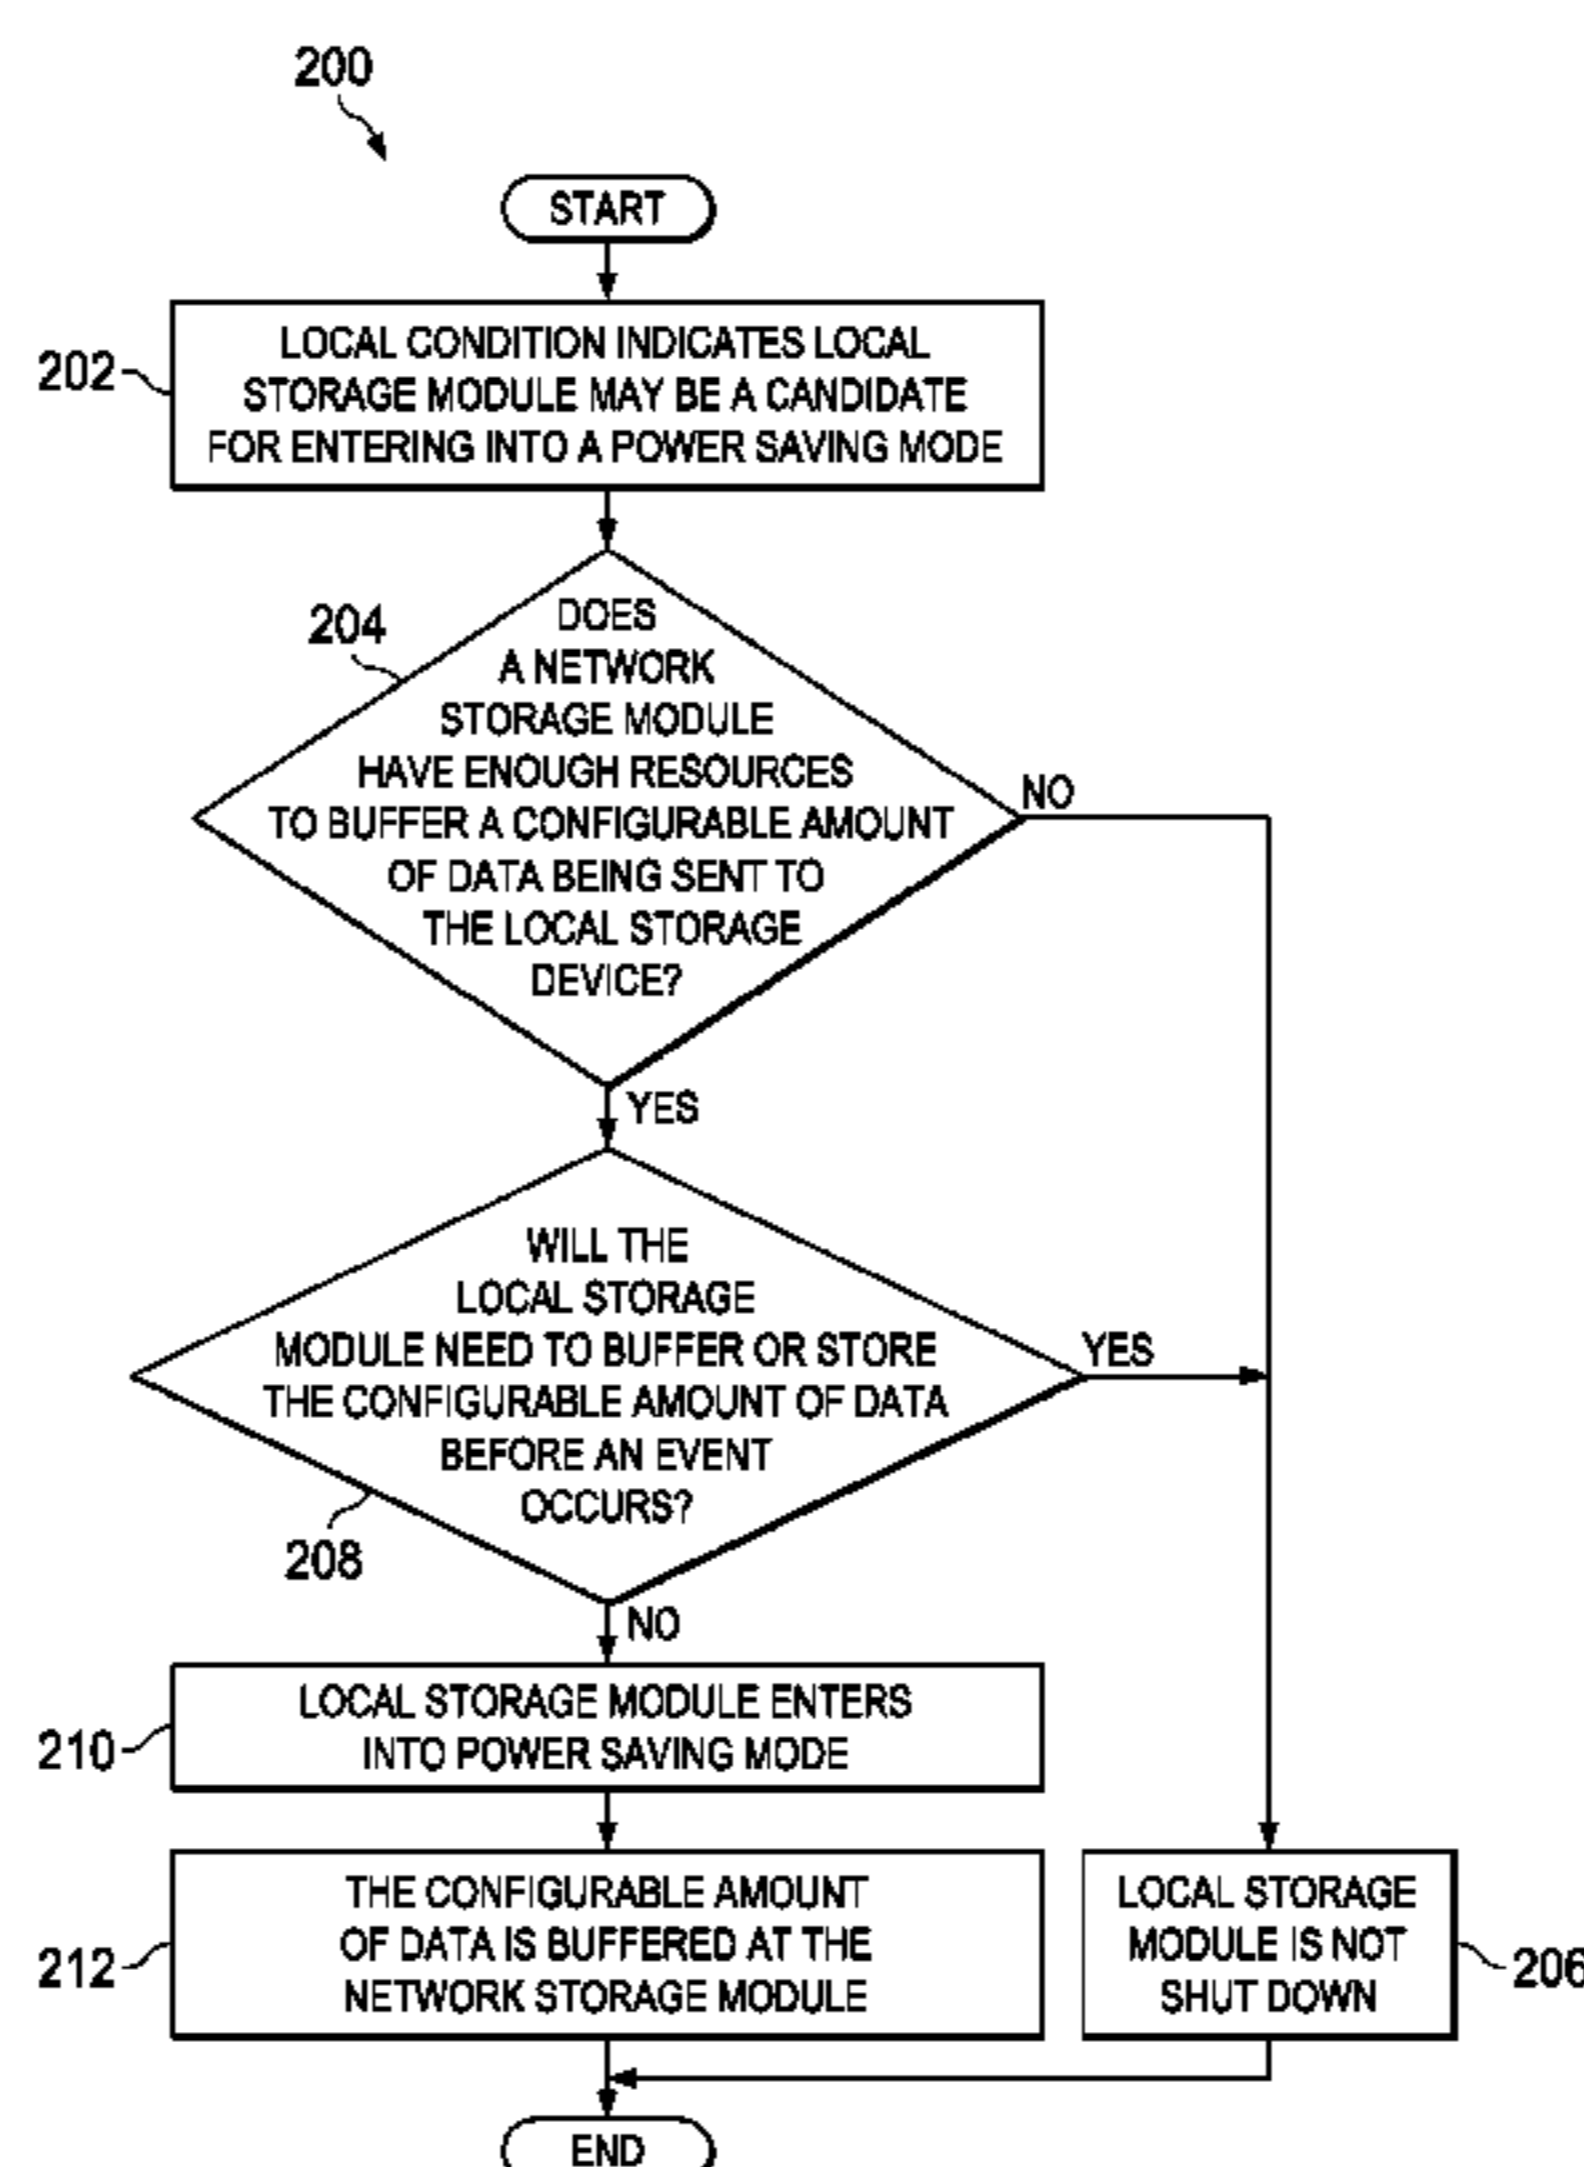 200
START
202
LOCAL CONDITION INDICATES LOCAL
STORAGE MODULE MAY BE A CANDIDATE
FOR ENTERING INTO A POWER SAVING MODE
204
DOES
A NETWORK
STORAGE MODULE
HAVE ENOUGH RESOURCES
TO BUFFER A CONFIGURABLE AMOUNT
OF DATA BEING SENT TO
THE LOCAL STORAGE
DEVICE?
NO
YES
WILL THE
LOCAL STORAGE
MODULE NEED TO BUFFER OR STORE
THE CONFIGURABLE AMOUNT OF DATA
BEFORE AN EVENT
OCCURS?
YES
208
NO
210
LOCAL STORAGE MODULE ENTERS
INTO POWER SAVING MODE
212
THE CONFIGURABLE AMOUNT
OF DATA IS BUFFERED AT THE
NETWORK STORAGE MODULE
LOCAL STORAGE
MODULE IS NOT
SHUT DOWN
206
END